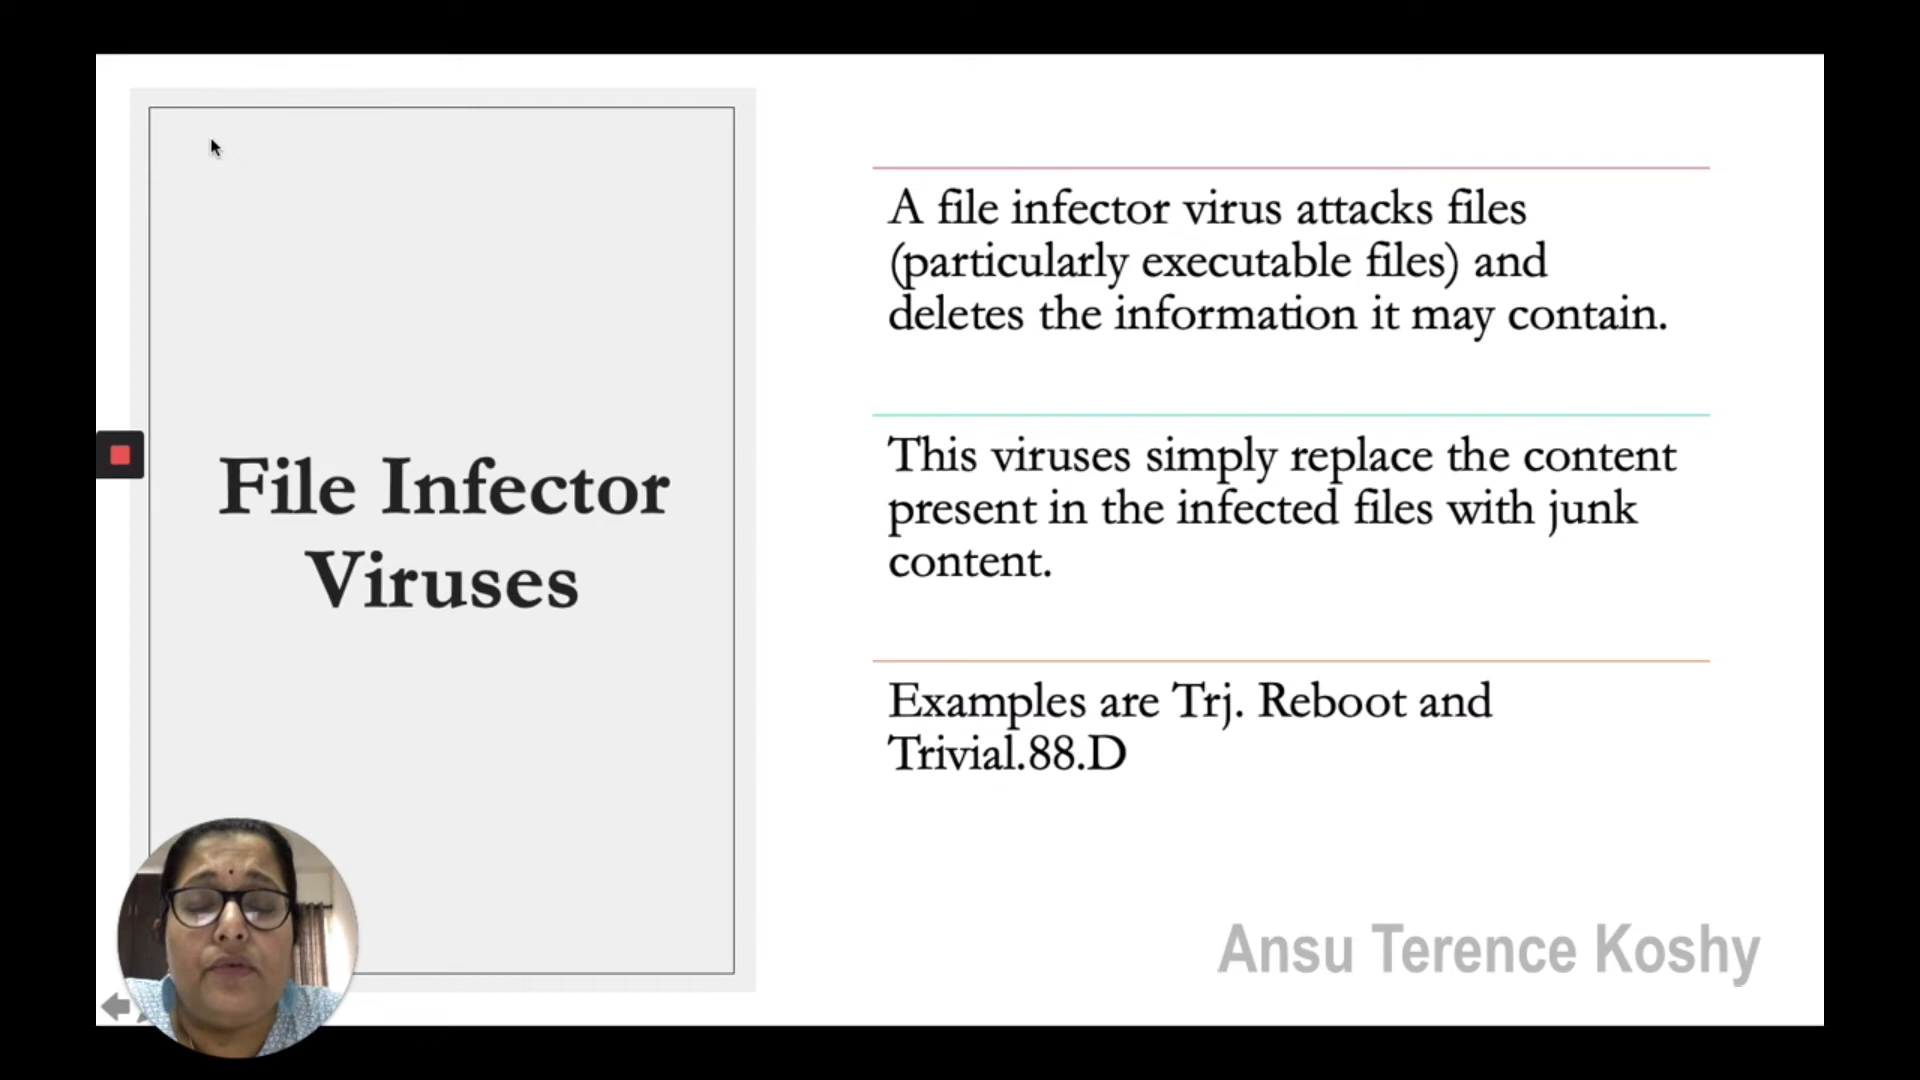 File Infector
Viruses
A file infector virus attacks files
(particularly executable files) and
deletes the information it may contain.
This viruses simply replace the content
present in the infected files with junk
content.
Examples are Trj. Reboot and
Trivial.88.D
Ansu Terence Koshy